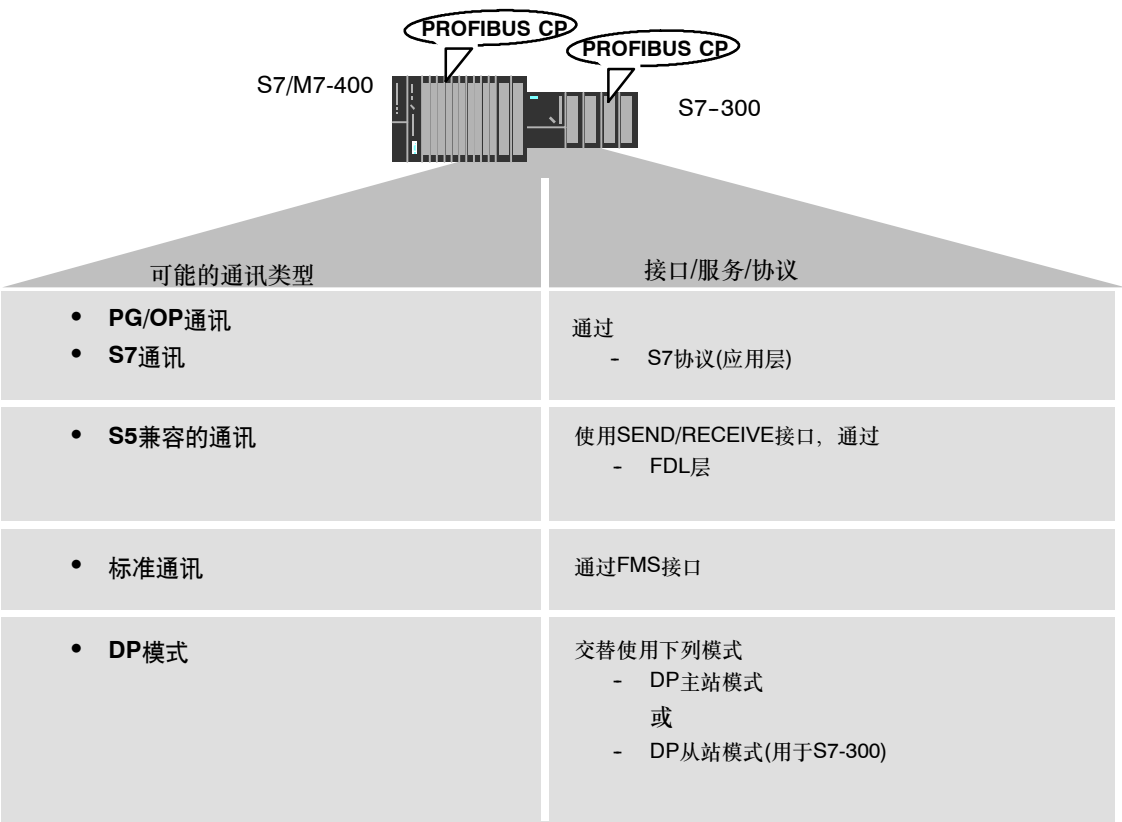 PROFIBUS CP
PROFIBUS CP
S7/M7-400
S7-300
可能的通讯类型
接口/服务/协议
• PG/OP通讯
• S7通讯
通过
- S7协议(应用层)
• S5兼容的通讯
使用SEND/RECEIVE接口，通过
- FDL层
• 标准通讯
通过FMS接口
• DP模式
交替使用下列模式
- DP主站模式
或
- DP从站模式(用于S7-300)